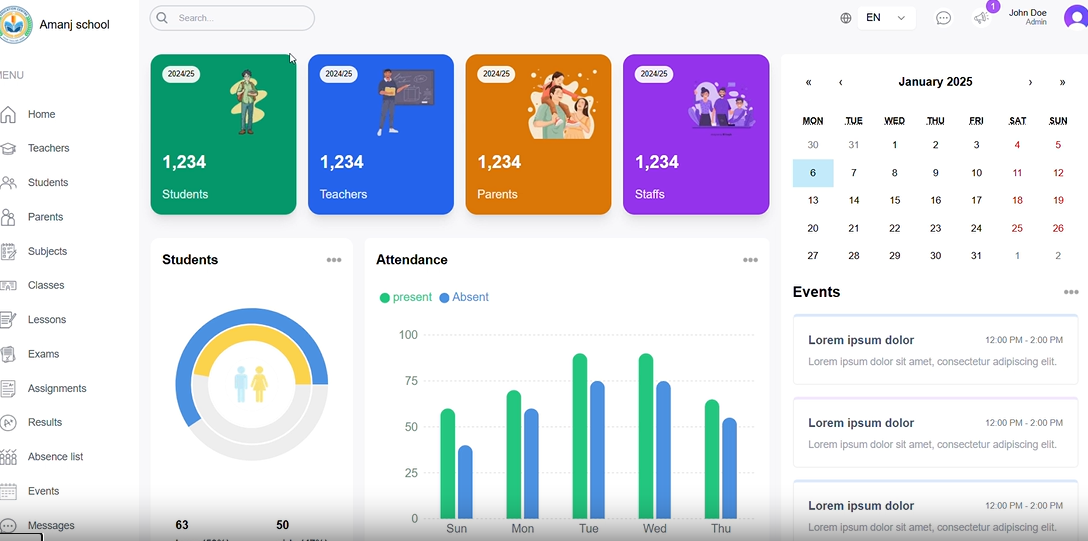 Amanj school
Search...
EN
1
John Doe
Admin
MENU
Home
Teachers
Students
Parents
Subjects
Classes
Lessons
Exams
Assignments
Results
Absence list
Events
Messages
2024/25
1,234
Students
2024/25
1,234
Teachers
2024/25
1,234
Parents
2024/25
1,234
Staffs
Students
63
50
Attendance
present Absent
100
75
50
25
0
Sun Mon Tue Wed Thu
« ‹ January 2025 › »
MON TUE WED THU FRI SAT SUN
30 31 1 2 3 4 5
6 7 8 9 10 11 12
13 14 15 16 17 18 19
20 21 22 23 24 25 26
27 28 29 30 31 1 2
Events
Lorem ipsum dolor 12:00 PM - 2:00 PM
Lorem ipsum dolor sit amet, consectetur adipiscing elit.
Lorem ipsum dolor 12:00 PM - 2:00 PM
Lorem ipsum dolor sit amet, consectetur adipiscing elit.
Lorem ipsum dolor 12:00 PM - 2:00 PM
Lorem ipsum dolor sit amet, consectetur adipiscing elit.